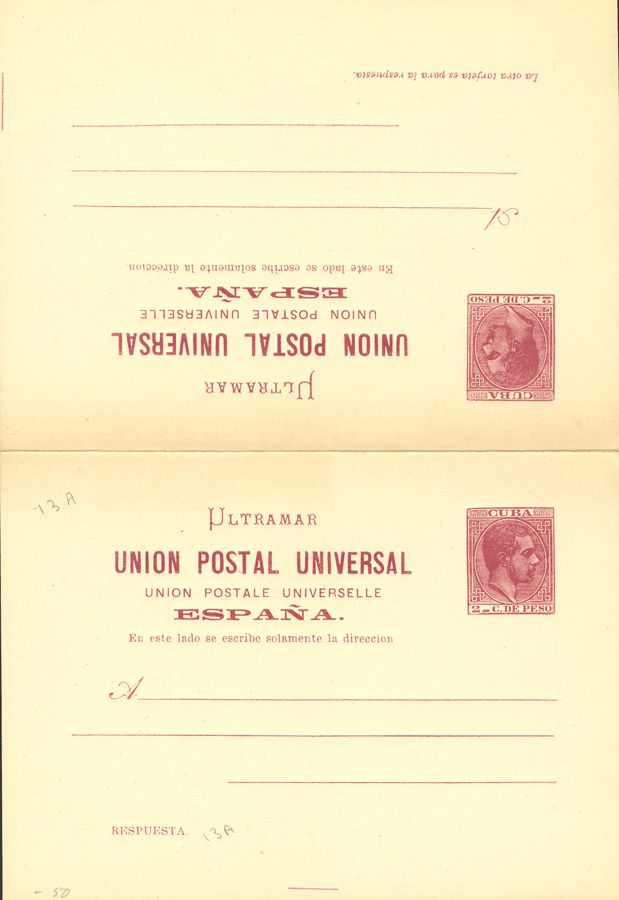 La otra tarjeta es para la respuesta.
A
En este lado se escribe solamente la direccion.
ESPAÑA.
UNION POSTALE UNIVERSELLE
UNION POSTAL UNIVERSAL
ULTRAMAR
2 - C. DE PESO
CUBA
13 A
ULTRAMAR
CUBA
UNION POSTAL UNIVERSAL
UNION POSTALE UNIVERSELLE
2 - C. DE PESO
ESPAÑA.
En este lado se escribe solamente la direccion
A
RESPUESTA.
13A
- 50